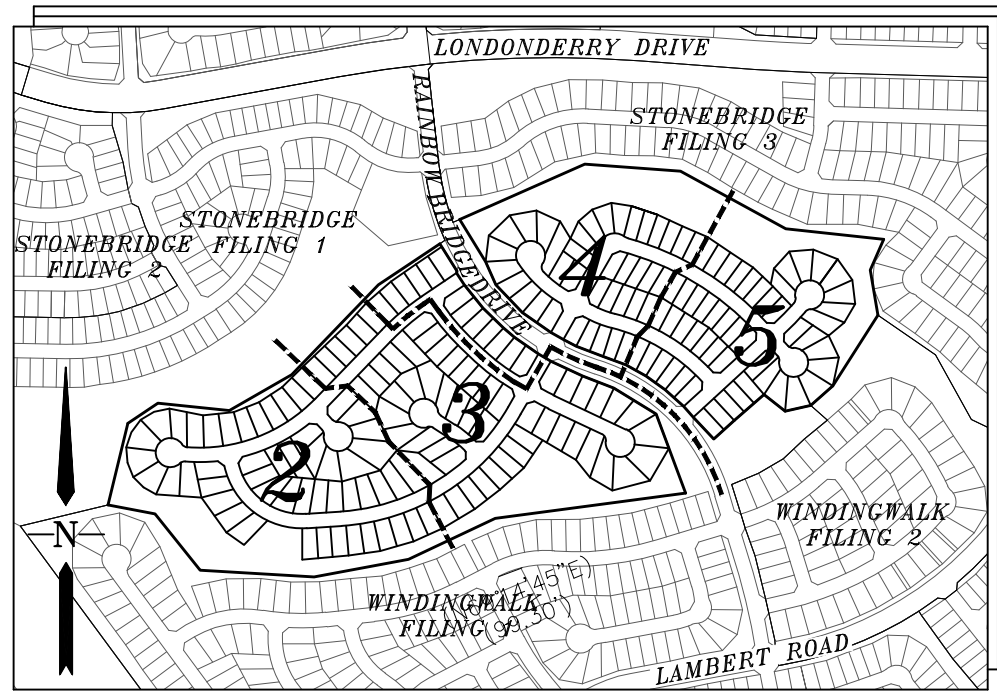 LONDONDERRY DRIVE
RAINBOW BRIDGE DRIVE
STONEBRIDGE
FILING 3
STONEBRIDGE
FILING 1
STONEBRIDGE
FILING 2
4
5
3
2
N
WINDINGWALK
FILING 2
WINDINGWALK
FILING
45"E)
LAMBERT ROAD